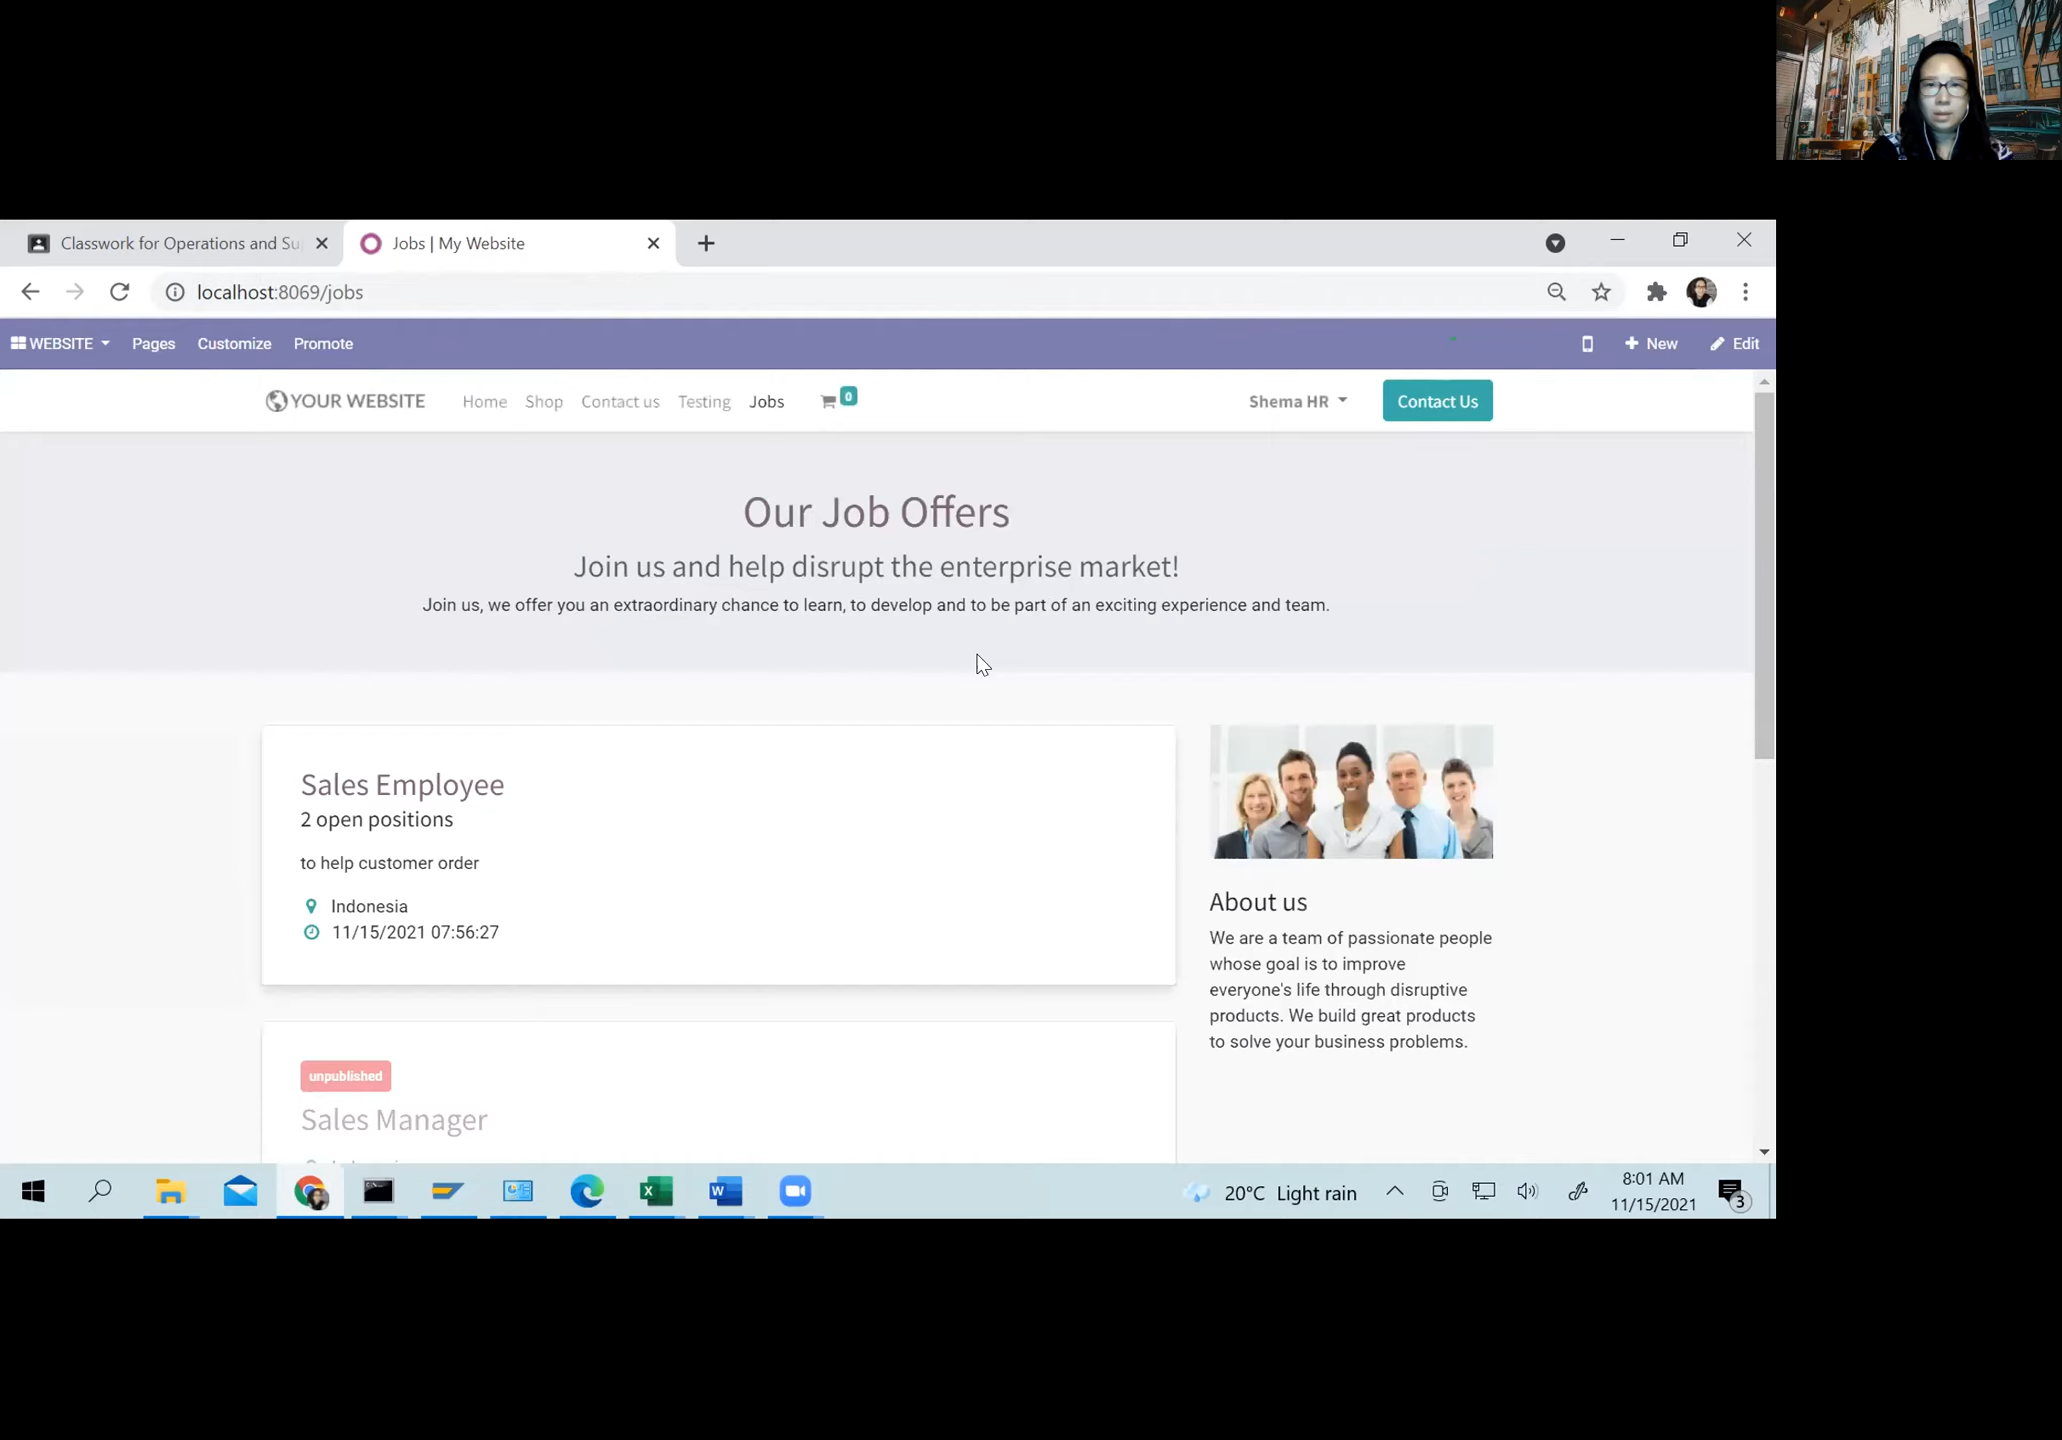 Classwork for Operations and Su
Jobs | My Website
localhost:8069/jobs
WEBSITE
Pages
Customize
Promote
New
Edit
YOUR WEBSITE
Home
Shop
Contact us
Testing
Jobs
0
Shema HR
Contact Us
Our Job Offers
Join us and help disrupt the enterprise market!
Join us, we offer you an extraordinary chance to learn, to develop and to be part of an exciting experience and team.
Sales Employee
2 open positions
to help customer order
Indonesia
11/15/2021 07:56:27
About us
We are a team of passionate people
whose goal is to improve
everyone's life through disruptive
products. We build great products
to solve your business problems.
unpublished
Sales Manager
20°C Light rain
8:01 AM
11/15/2021
3